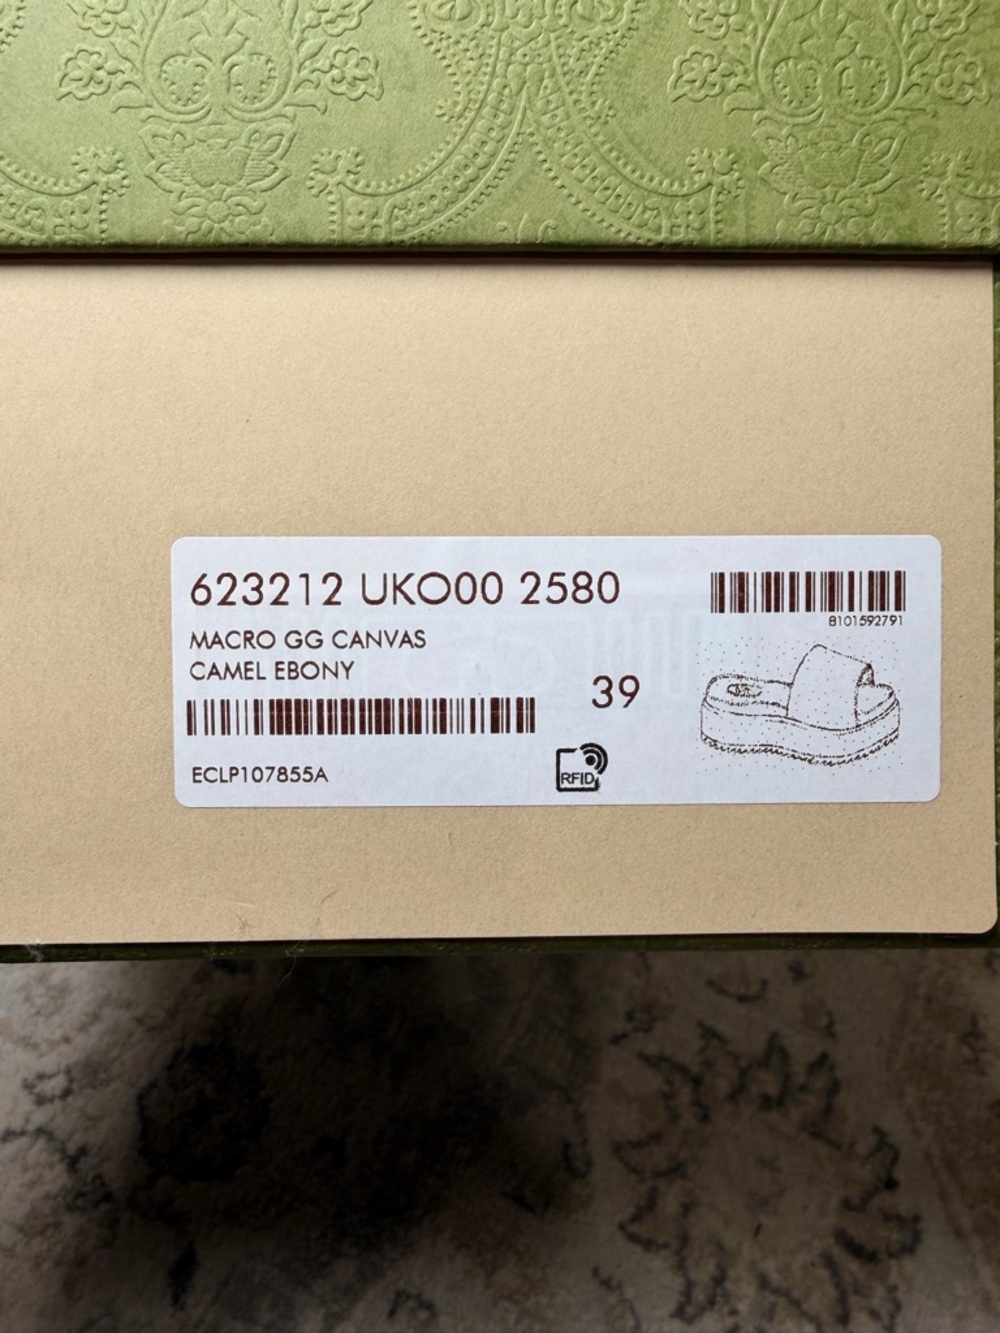 623212 UKO00 2580
8101592791
MACRO GG CANVAS
CAMEL EBONY
39
ECLP107855A
RFID